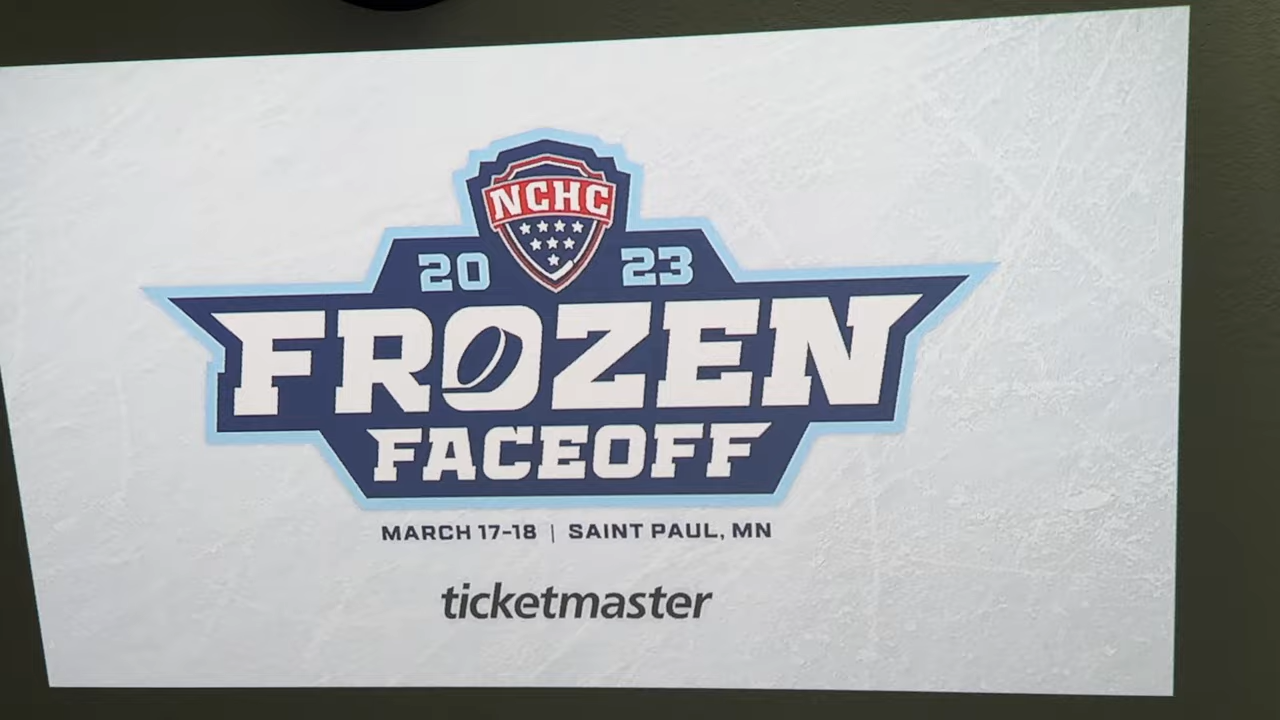 NCHC
20 23
FROZEN
FACEOFF
MARCH 17-18 | SAINT PAUL, MN
ticketmaster